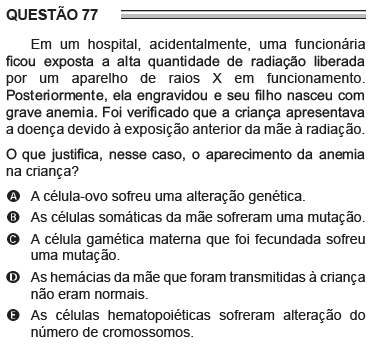 QUESTÃO 77
Em um hospital, acidentalmente, uma funcionária
ficou exposta a alta quantidade de radiação liberada
por um aparelho de raios X em funcionamento.
Posteriormente, ela engravidou e seu filho nasceu com
grave anemia. Foi verificado que a criança apresentava
a doença devido à exposição anterior da mãe à radiação.
O que justifica, nesse caso, o aparecimento da anemia
na criança?
A A célula-ovo sofreu uma alteração genética.
B As células somáticas da mãe sofreram uma mutação.
C A célula gamética materna que foi fecundada sofreu
uma mutação.
D As hemácias da mãe que foram transmitidas à criança
não eram normais.
E As células hematopoiéticas sofreram alteração do
número de cromossomos.